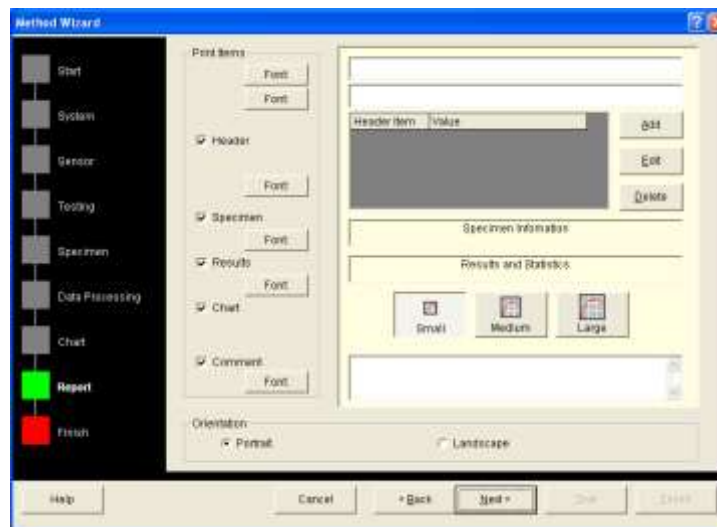 Method Wizard
Start
System
Sensor
Testing
Specimen
Data Processing
Chart
Report
Finish
Print Items
Font
Font
Header
Font
Specimen
Font
Results
Font
Chart
Comment
Font
Header Item Value
Add
Edit
Delete
Specimen Information
Results and Statistics
Small Medium Large
Orientation
Portrait Landscape
Help Cancel < Back Next >